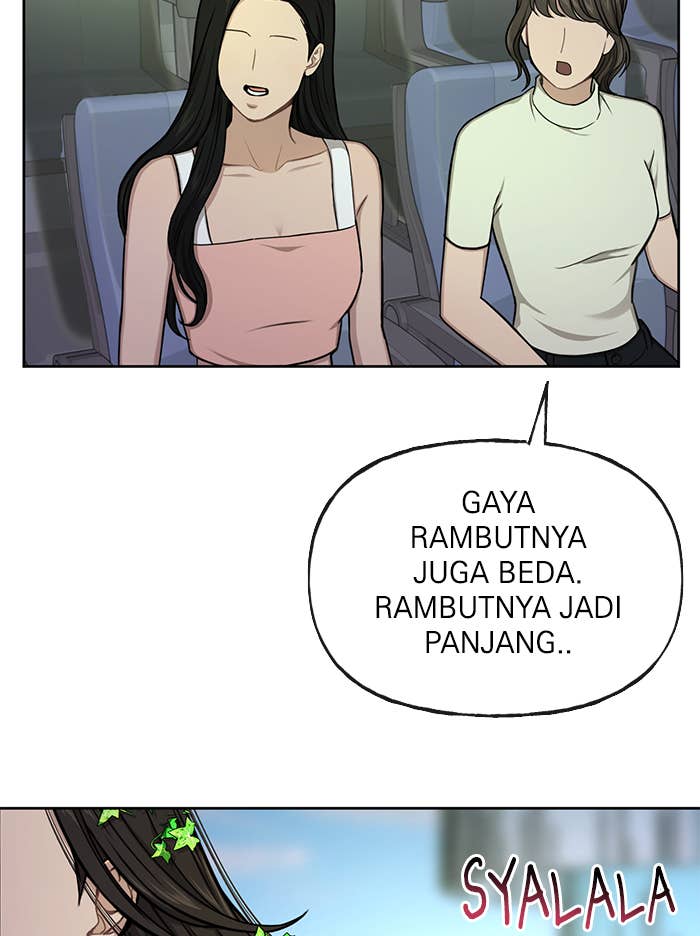 GAYA
RAMBUTNYA
JUGA BEDA.
RAMBUTNYA JADI
PANJANG..
SYALALA